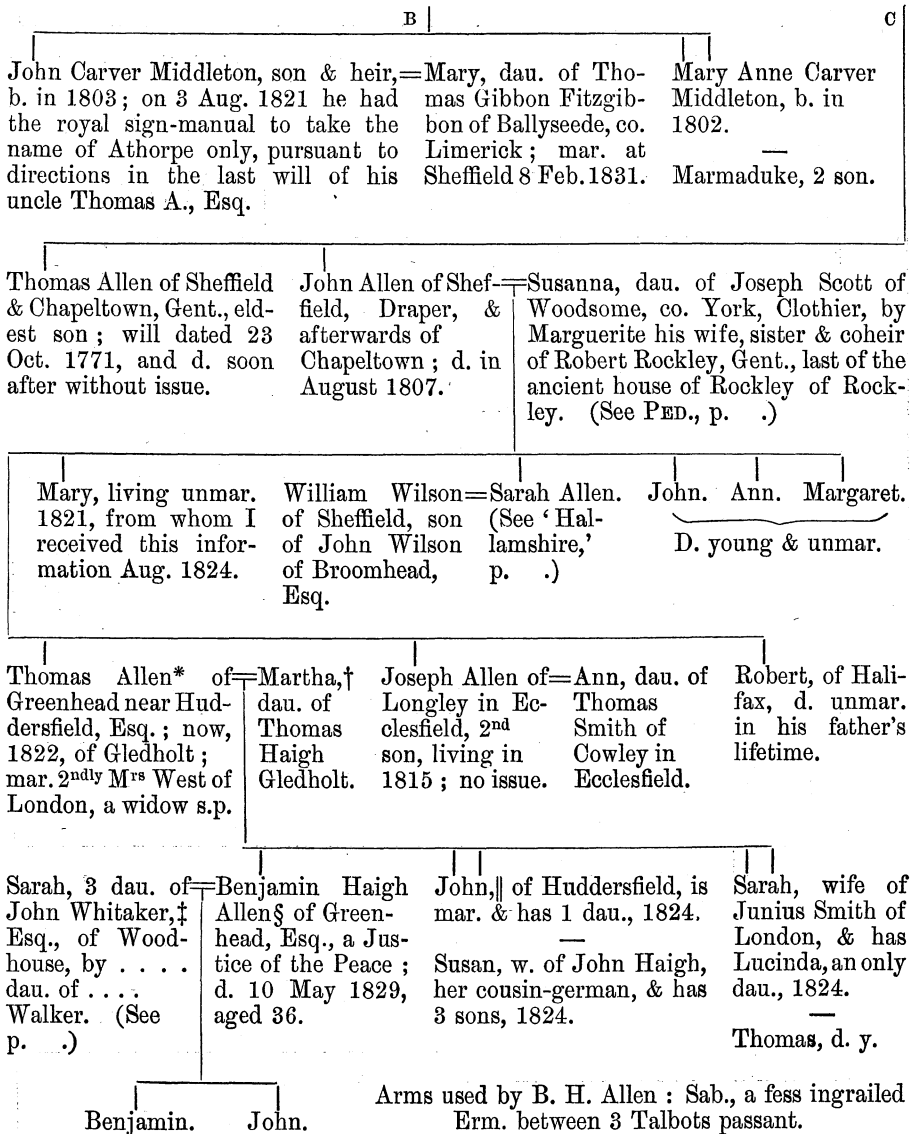 B C
John Carver Middleton, son & heir,=
b. in 1803; on 3 Aug. 1821 he had
the royal sign-manual to take the
name of Athorpe only, pursuant to
directions in the last will of his
uncle Thomas A., Esq.
Mary, dau. of Tho-
mas Gibbon Fitzgib-
bon of Ballyseede, co.
Limerick; mar. at
Sheffield 8 Feb. 1831.
Mary Anne Carver
Middleton, b. in
1802.
—
Marmaduke, 2 son.
Thomas Allen of Sheffield
& Chapeltown, Gent., eld-
est son; will dated 23
Oct. 1771, and d. soon
after without issue.
John Allen of Shef-=
field, Draper, &
afterwards of
Chapeltown; d. in
August 1807.
Susanna, dau. of Joseph Scott of
Woodsome, co. York, Clothier, by
Marguerite his wife, sister & coheir
of Robert Rockley, Gent., last of the
ancient house of Rockley of Rock-
ley. (See PED., p. .)
Mary, living unmar.
1821, from whom I
received this infor-
mation Aug. 1824.
William Wilson=
of Sheffield, son
of John Wilson
of Broomhead,
Esq.
Sarah Allen.
(See ‘Hal-
lamshire,’
p. .)
John. Ann. Margaret.
D. young & unmar.
Thomas Allen* of=
Greenhead near Hud-
dersfield, Esq.; now,
1822, of Gledholt;
mar. 2ndly Mrs West of
London, a widow s.p.
Martha,†
dau. of
Thomas
Haigh
Gledholt.
Joseph Allen of=
Longley in Ec-
clesfield, 2nd
son, living in
1815; no issue.
Ann, dau. of
Thomas
Smith of
Cowley in
Ecclesfield.
Robert, of Hali-
fax, d. unmar.
in his father's
lifetime.
Sarah, 3 dau. of=
John Whitaker,‡
Esq., of Wood-
house, by . . . .
dau. of . . . .
Walker. (See
p. .)
Benjamin Haigh
Allen§ of Green-
head, Esq., a Jus-
tice of the Peace;
d. 10 May 1829,
aged 36.
John,‖ of Huddersfield, is
mar. & has 1 dau., 1824.
—
Susan, w. of John Haigh,
her cousin-german, & has
3 sons, 1824.
Sarah, wife of
Junius Smith of
London, & has
Lucinda, an only
dau., 1824.
—
Thomas, d. y.
Benjamin. John.
Arms used by B. H. Allen: Sab., a fess ingrailed
Erm. between 3 Talbots passant.